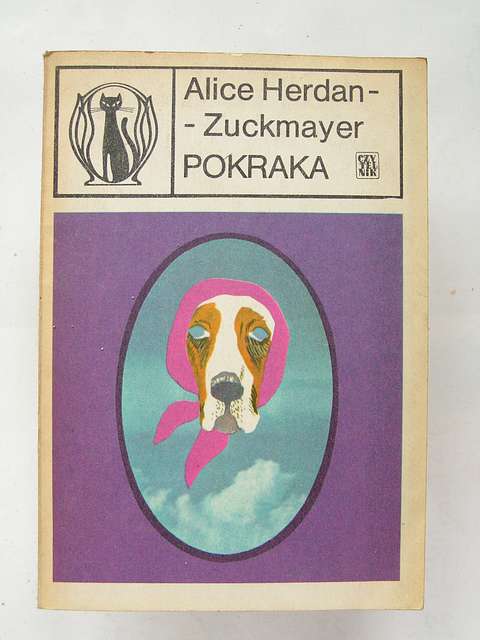 Alice Herdan-
- Zuckmayer
POKRAKA
CZY
TEL
NIK